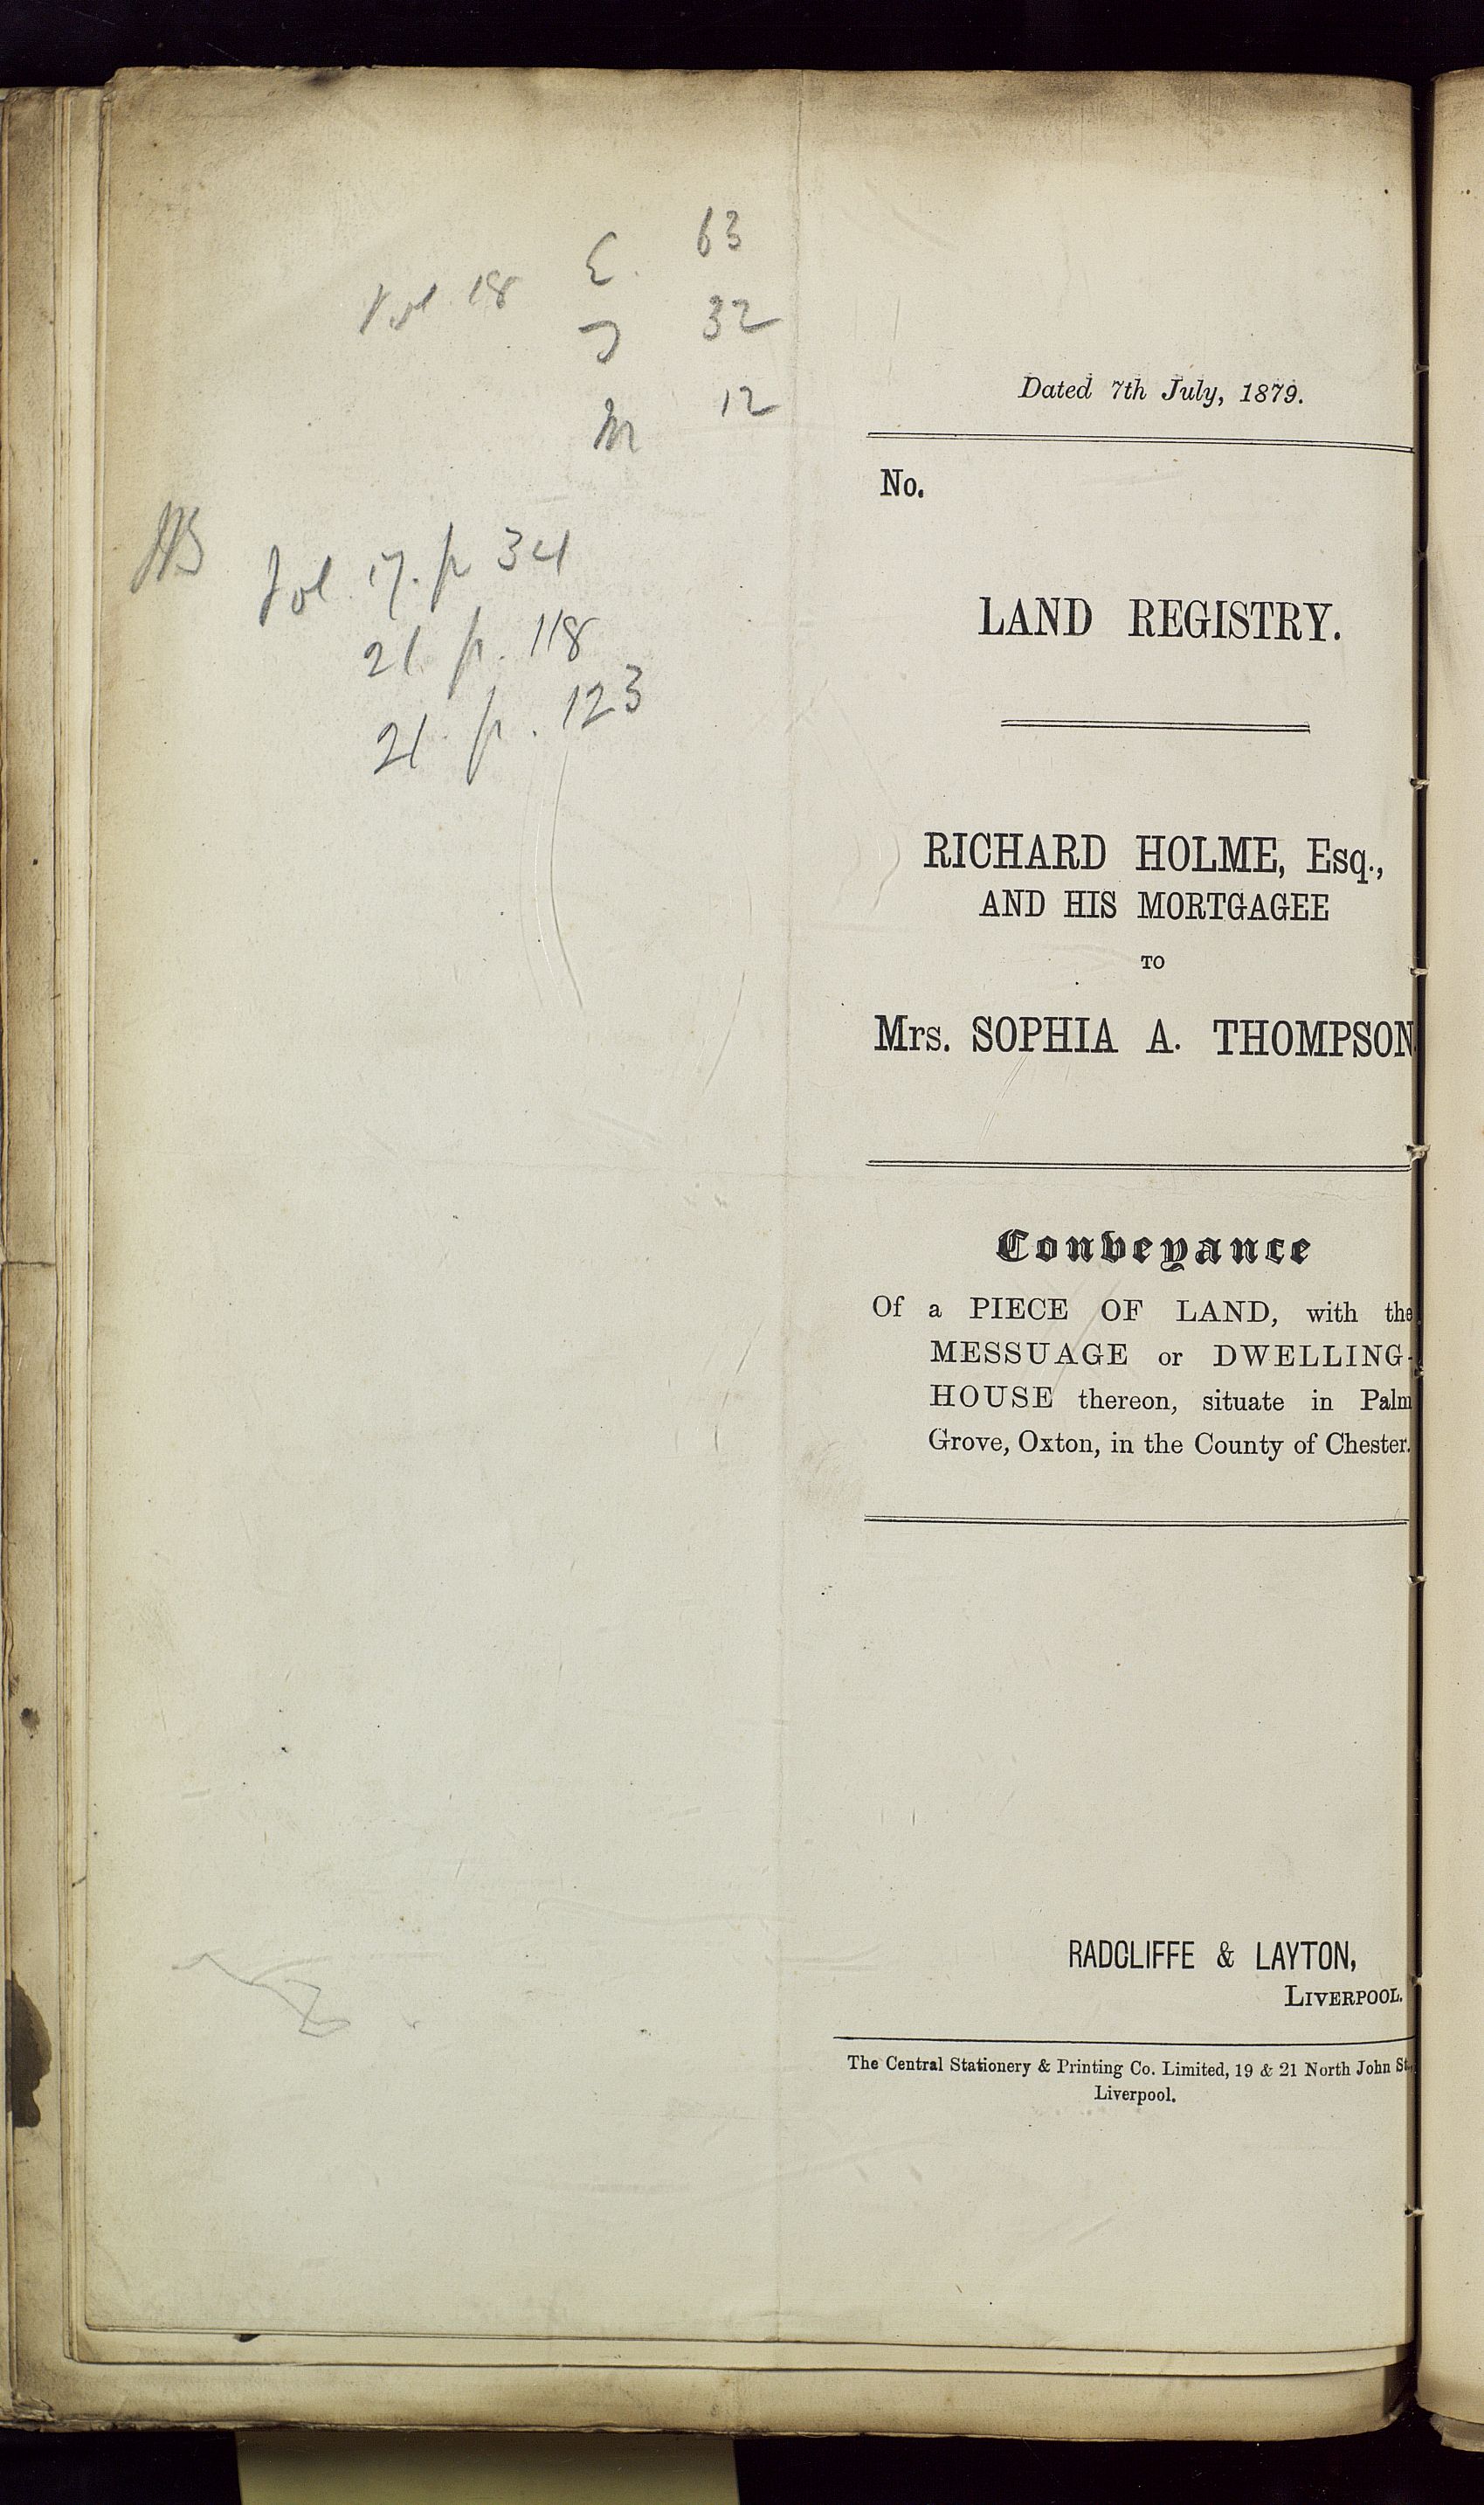 Vol 18 E. 63
J 32
M 12
Vol. 17. p 34
21 p. 118
21 p. 123
Dated 7th July, 1879.
No.
LAND REGISTRY.
RICHARD HOLME, Esq.,
AND HIS MORTGAGEE
TO
Mrs. SOPHIA A. THOMPSON
Conveyance
Of a PIECE OF LAND, with the
MESSUAGE or DWELLING-
HOUSE thereon, situate in Palm
Grove, Oxton, in the County of Chester.
RADCLIFFE & LAYTON,
LIVERPOOL.
The Central Stationery & Printing Co. Limited, 19 & 21 North John St.,
Liverpool.